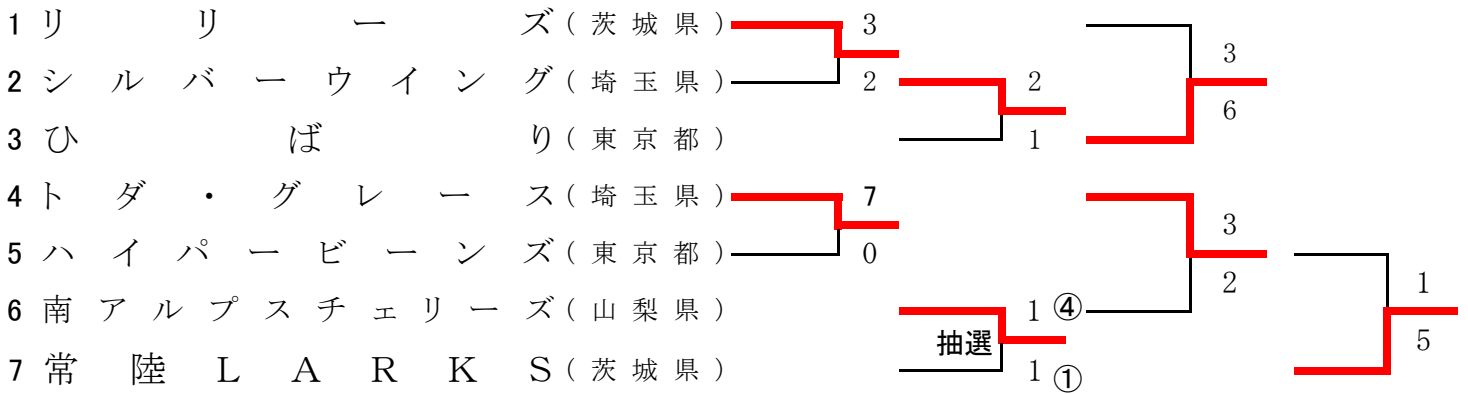 1 リリーズ(茨城県) 3
3
2 シルバーウイング(埼玉県) 2 2
6
3 ひばり(東京都) 1
4 トダ・グレース(埼玉県) 7
3
5 ハイパービーンズ(東京都) 0
2 1
6 南アルプスチェリーズ(山梨県) 1 ④
抽選 5
7 常陸LARKS(茨城県) 1 ①